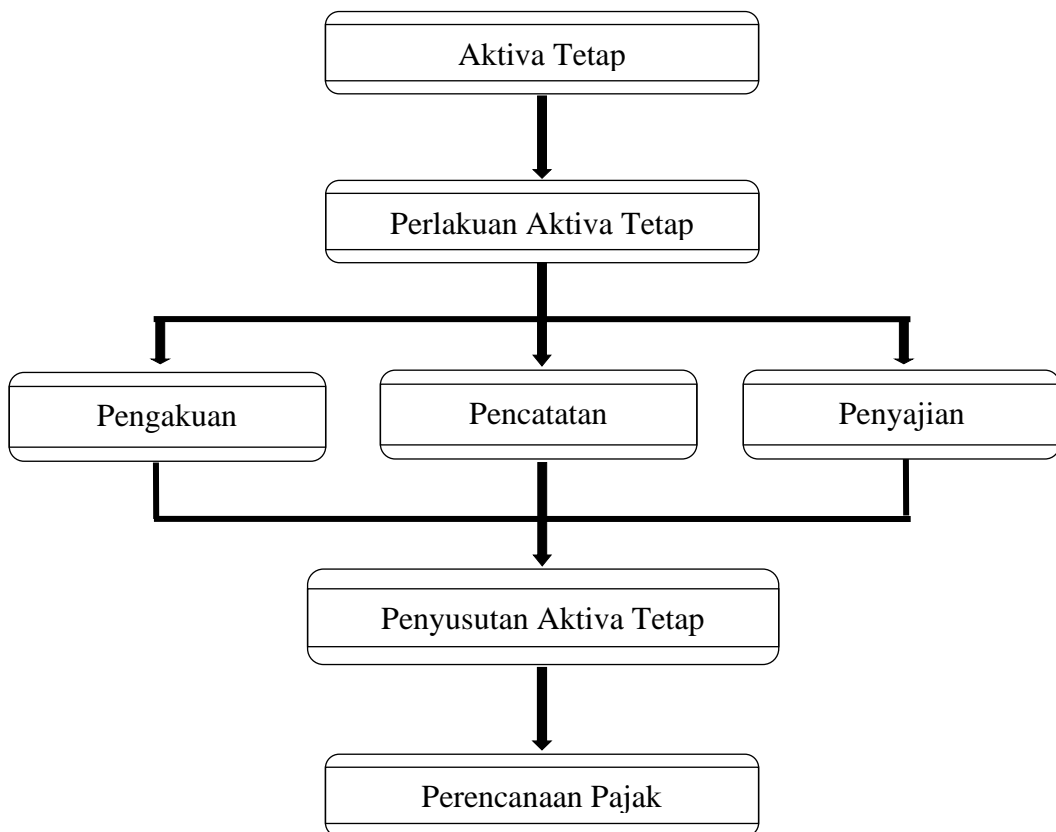 Aktiva Tetap
Perlakuan Aktiva Tetap
Pengakuan
Pencatatan
Penyajian
Penyusutan Aktiva Tetap
Perencanaan Pajak